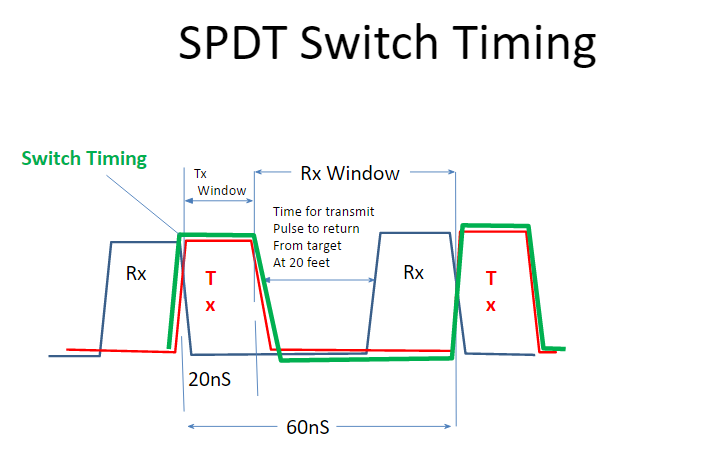 SPDT Switch Timing
Switch Timing
Tx
Window
Rx Window
Time for transmit
Pulse to return
From target
At 20 feet
Rx
T
x
Rx
T
x
20nS
60nS